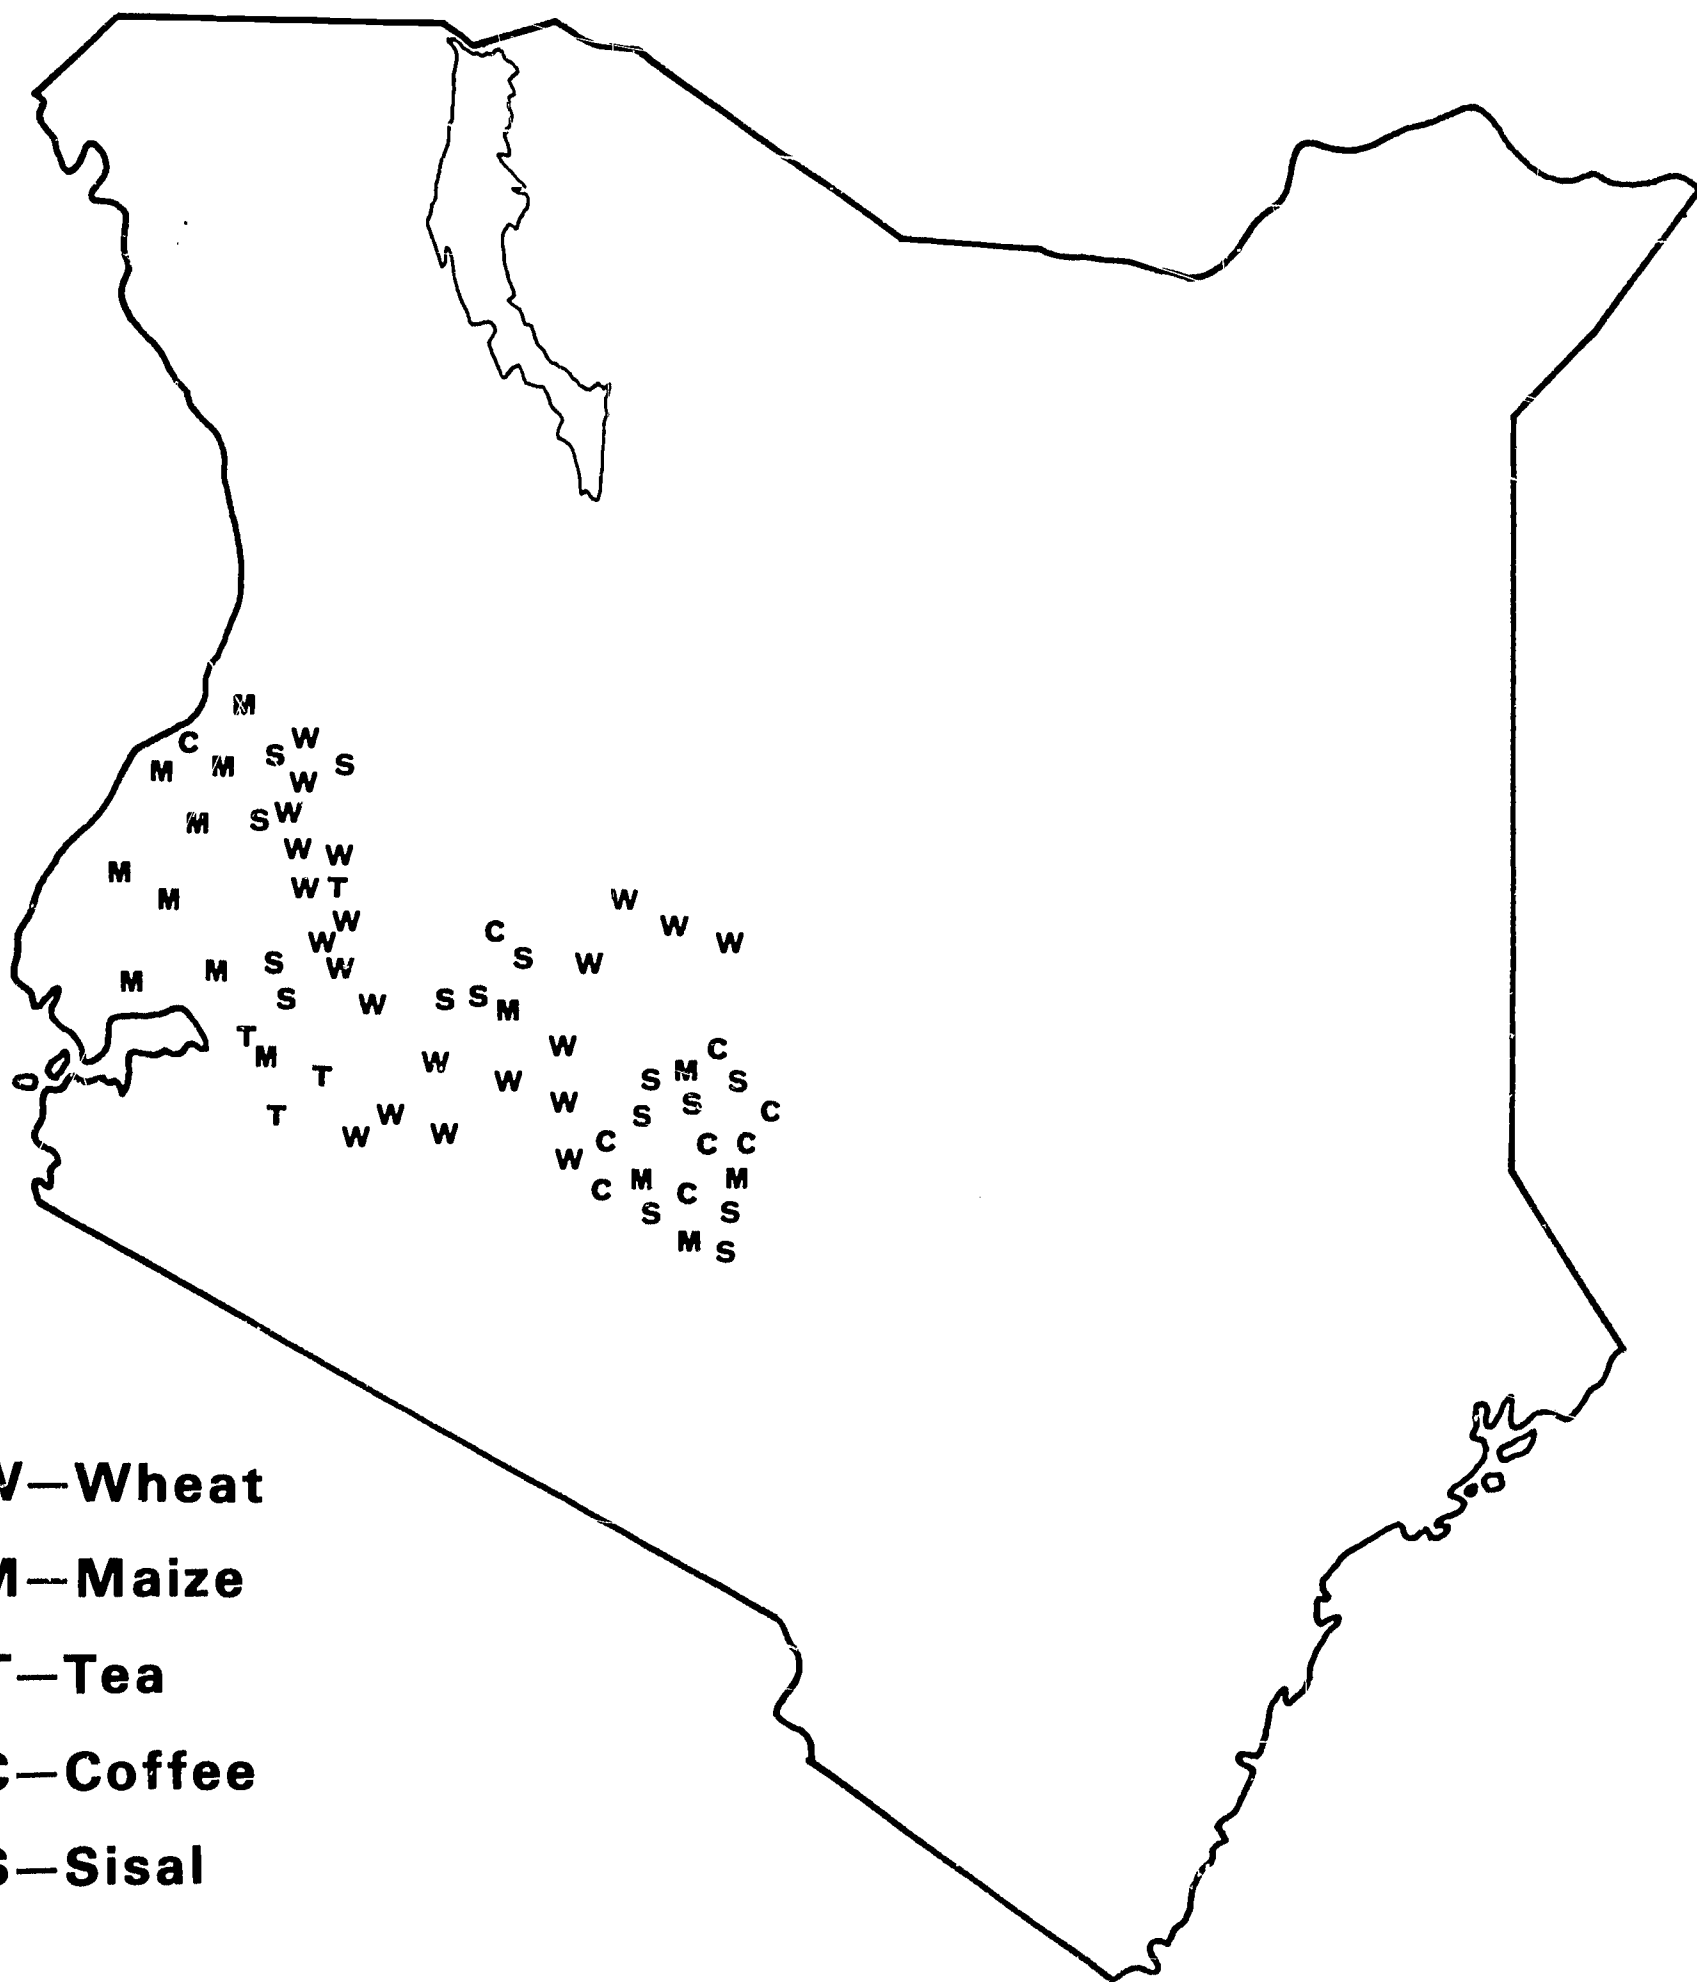 M
C W
M M S S
W
M S W
W W
M W T
M W
W
W W W
C W
S W
M M S W
S W S S M
T M W W C
T W S M S
T W W S S C
W W W C C C
C M C M
S S
M S
W—Wheat
M—Maize
T—Tea
C—Coffee
S—Sisal